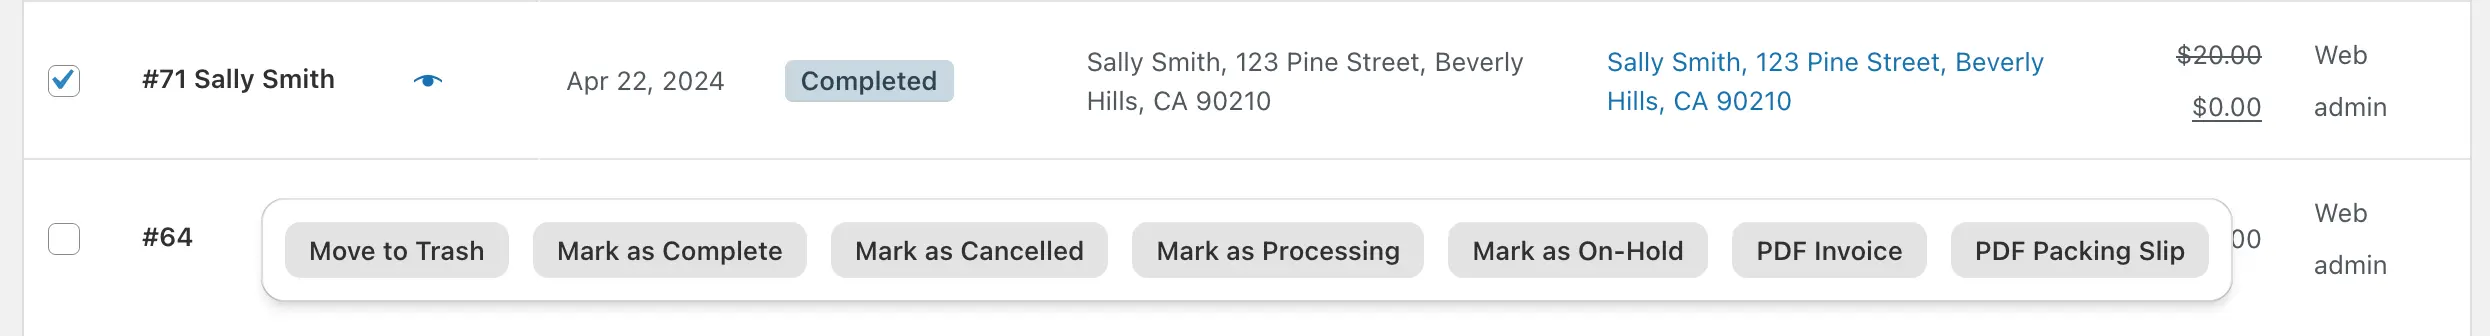 #71 Sally Smith
Apr 22, 2024
Completed
Sally Smith, 123 Pine Street, Beverly
Hills, CA 90210
Sally Smith, 123 Pine Street, Beverly
Hills, CA 90210
$20.00
$0.00
Web
admin
#64
Move to Trash
Mark as Complete
Mark as Cancelled
Mark as Processing
Mark as On-Hold
PDF Invoice
PDF Packing Slip
00
Web
admin